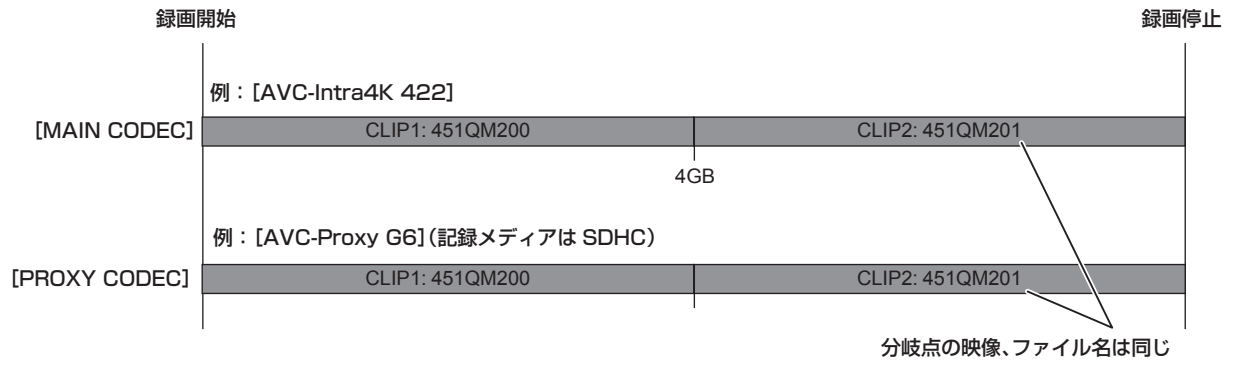 録画開始
録画停止
例：[AVC-Intra4K 422]
[MAIN CODEC]
CLIP1: 451QM200
CLIP2: 451QM201
4GB
例：[AVC-Proxy G6]（記録メディアは SDHC）
[PROXY CODEC]
CLIP1: 451QM200
CLIP2: 451QM201
分岐点の映像、ファイル名は同じ